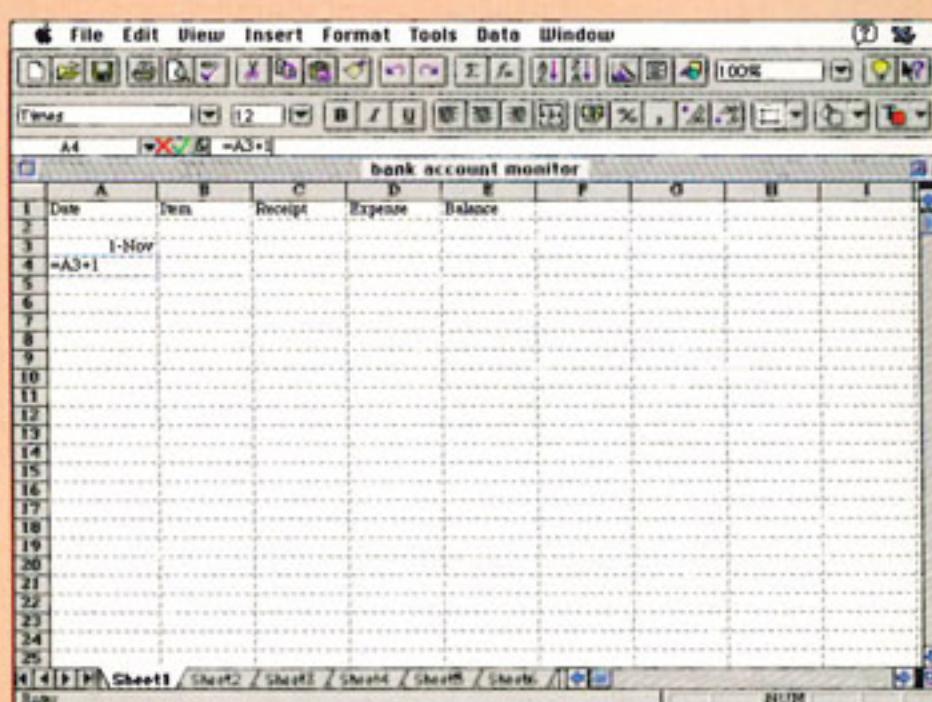 File Edit View Insert Format Tools Data Window
100%
Times 12 B I U %
A4 =A3+1
bank account monitor
A B C D E F G H I
1 Date Item Receipt Expense Balance
2
3 1-Nov
4 =A3+1
5
6
7
8
9
10
11
12
13
14
15
16
17
18
19
20
21
22
23
24
25
Sheet1 Sheet2 Sheet3 Sheet4 Sheet5 Sheet6
NUM